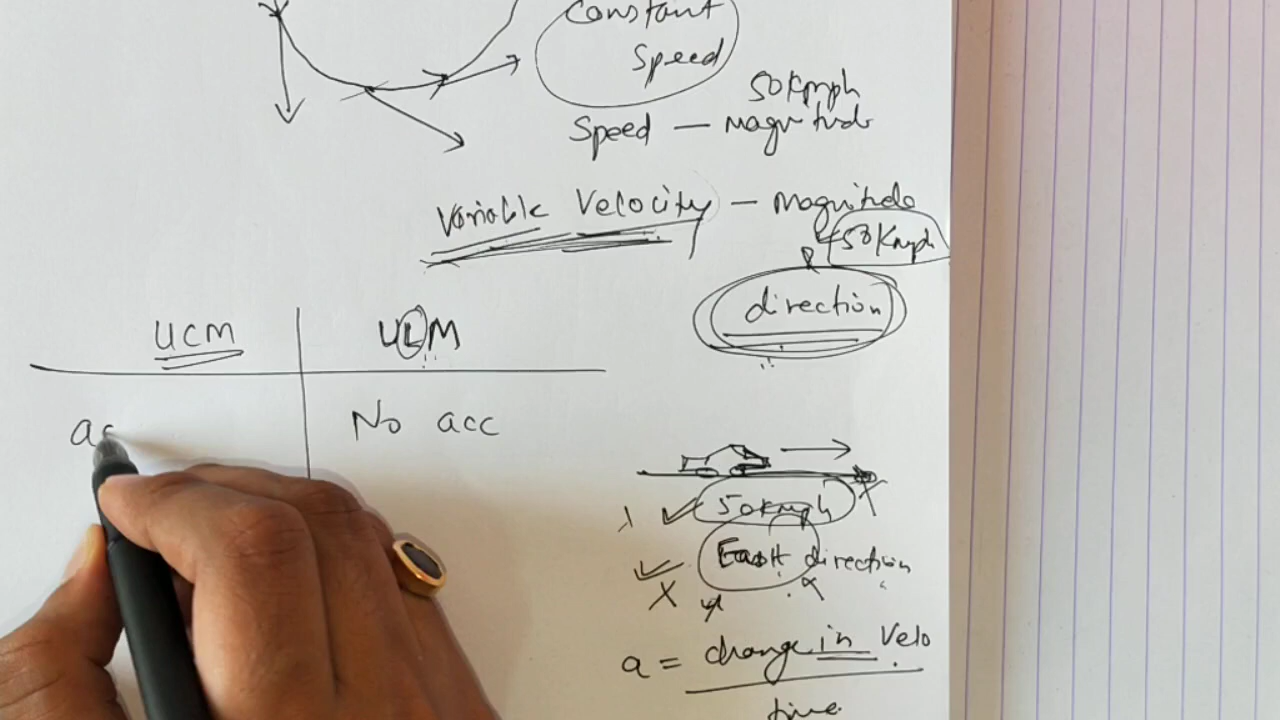 Constant
Speed
50Kmph
Speed — Magnitude
Variable Velocity — Magnitude
50Kmph
direction
UCM ULM
ac No acc
50Kmph
East direction
a = change in Velo
time